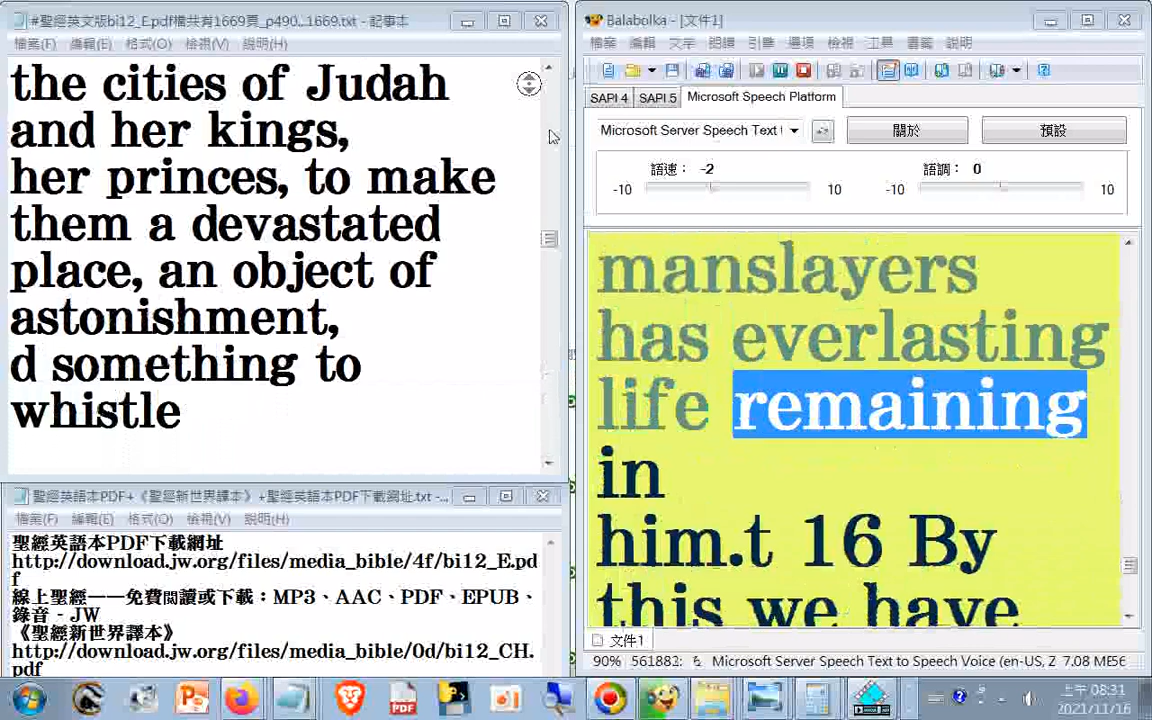 #聖經英文版bi12_E.pdf檔共有1669頁_p490...1669.txt - 記事本
檔案(F) 編輯(E) 格式(O) 檢視(V) 說明(H)
the cities of Judah
and her kings,
her princes, to make
them a devastated
place, an object of
astonishment,
d something to
whistle
聖經英語本PDF+《聖經新世界譯本》+聖經英語本PDF下載網址.txt - ...
檔案(F) 編輯(E) 格式(O) 檢視(V) 說明(H)
聖經英語本PDF下載網址
http://download.jw.org/files/media_bible/4f/bi12_E.pd
f
線上聖經——免費閱讀或下載：MP3、AAC、PDF、EPUB、
錄音 - JW
《聖經新世界譯本》
http://download.jw.org/files/media_bible/0d/bi12_CH.
pdf
Balabolka - [文件1]
檔案 編輯 文字 朗讀 引擎 選項 檢視 工具 書籤 說明
SAPI 4 SAPI 5 Microsoft Speech Platform
Microsoft Server Speech Text 關於 預設
語速： -2 語調： 0
-10 10 -10 10
manslayers
has everlasting
life remaining
in
him.t 16 By
this we have
文件1
90% 561882: Microsoft Server Speech Text to Speech Voice (en-US, Z 7.08 МБ
上午 08:31
2021/11/16